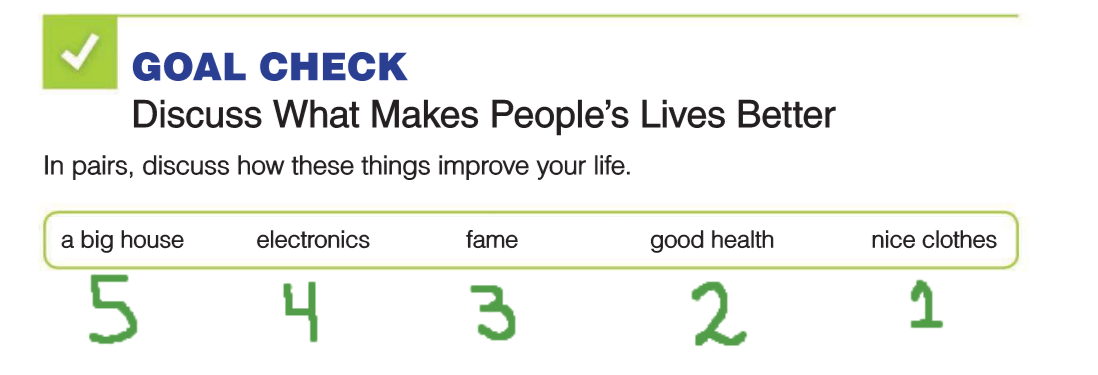 GOAL CHECK
Discuss What Makes People’s Lives Better
In pairs, discuss how these things improve your life.
a big house electronics fame good health nice clothes
5 4 3 2 1